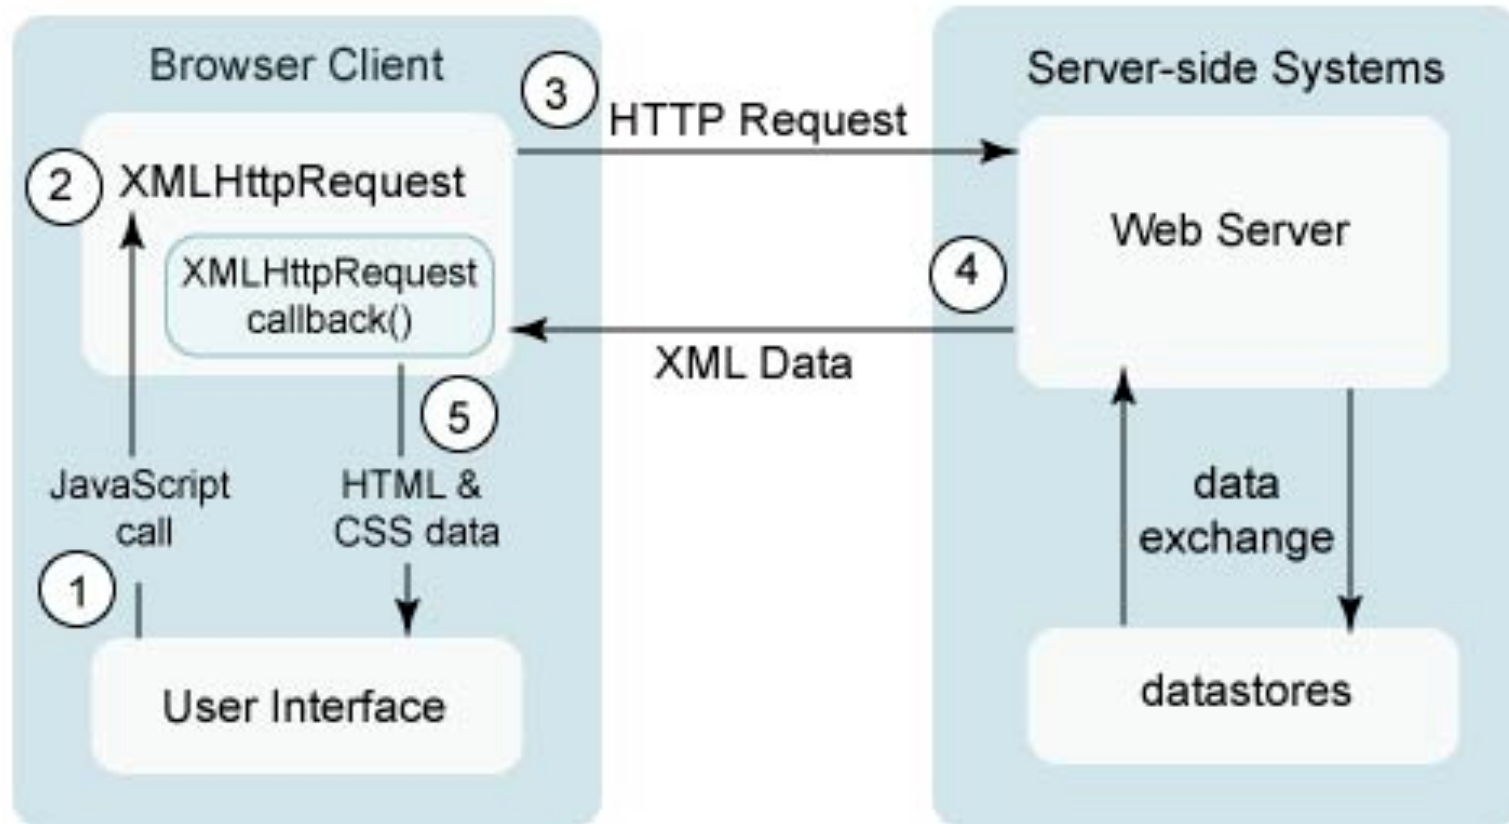 Browser Client
3
HTTP Request
Server-side Systems
2
XMLHttpRequest
XMLHttpRequest
callback()
Web Server
4
XML Data
5
JavaScript
call
HTML &
CSS data
data
exchange
1
User Interface
datastores